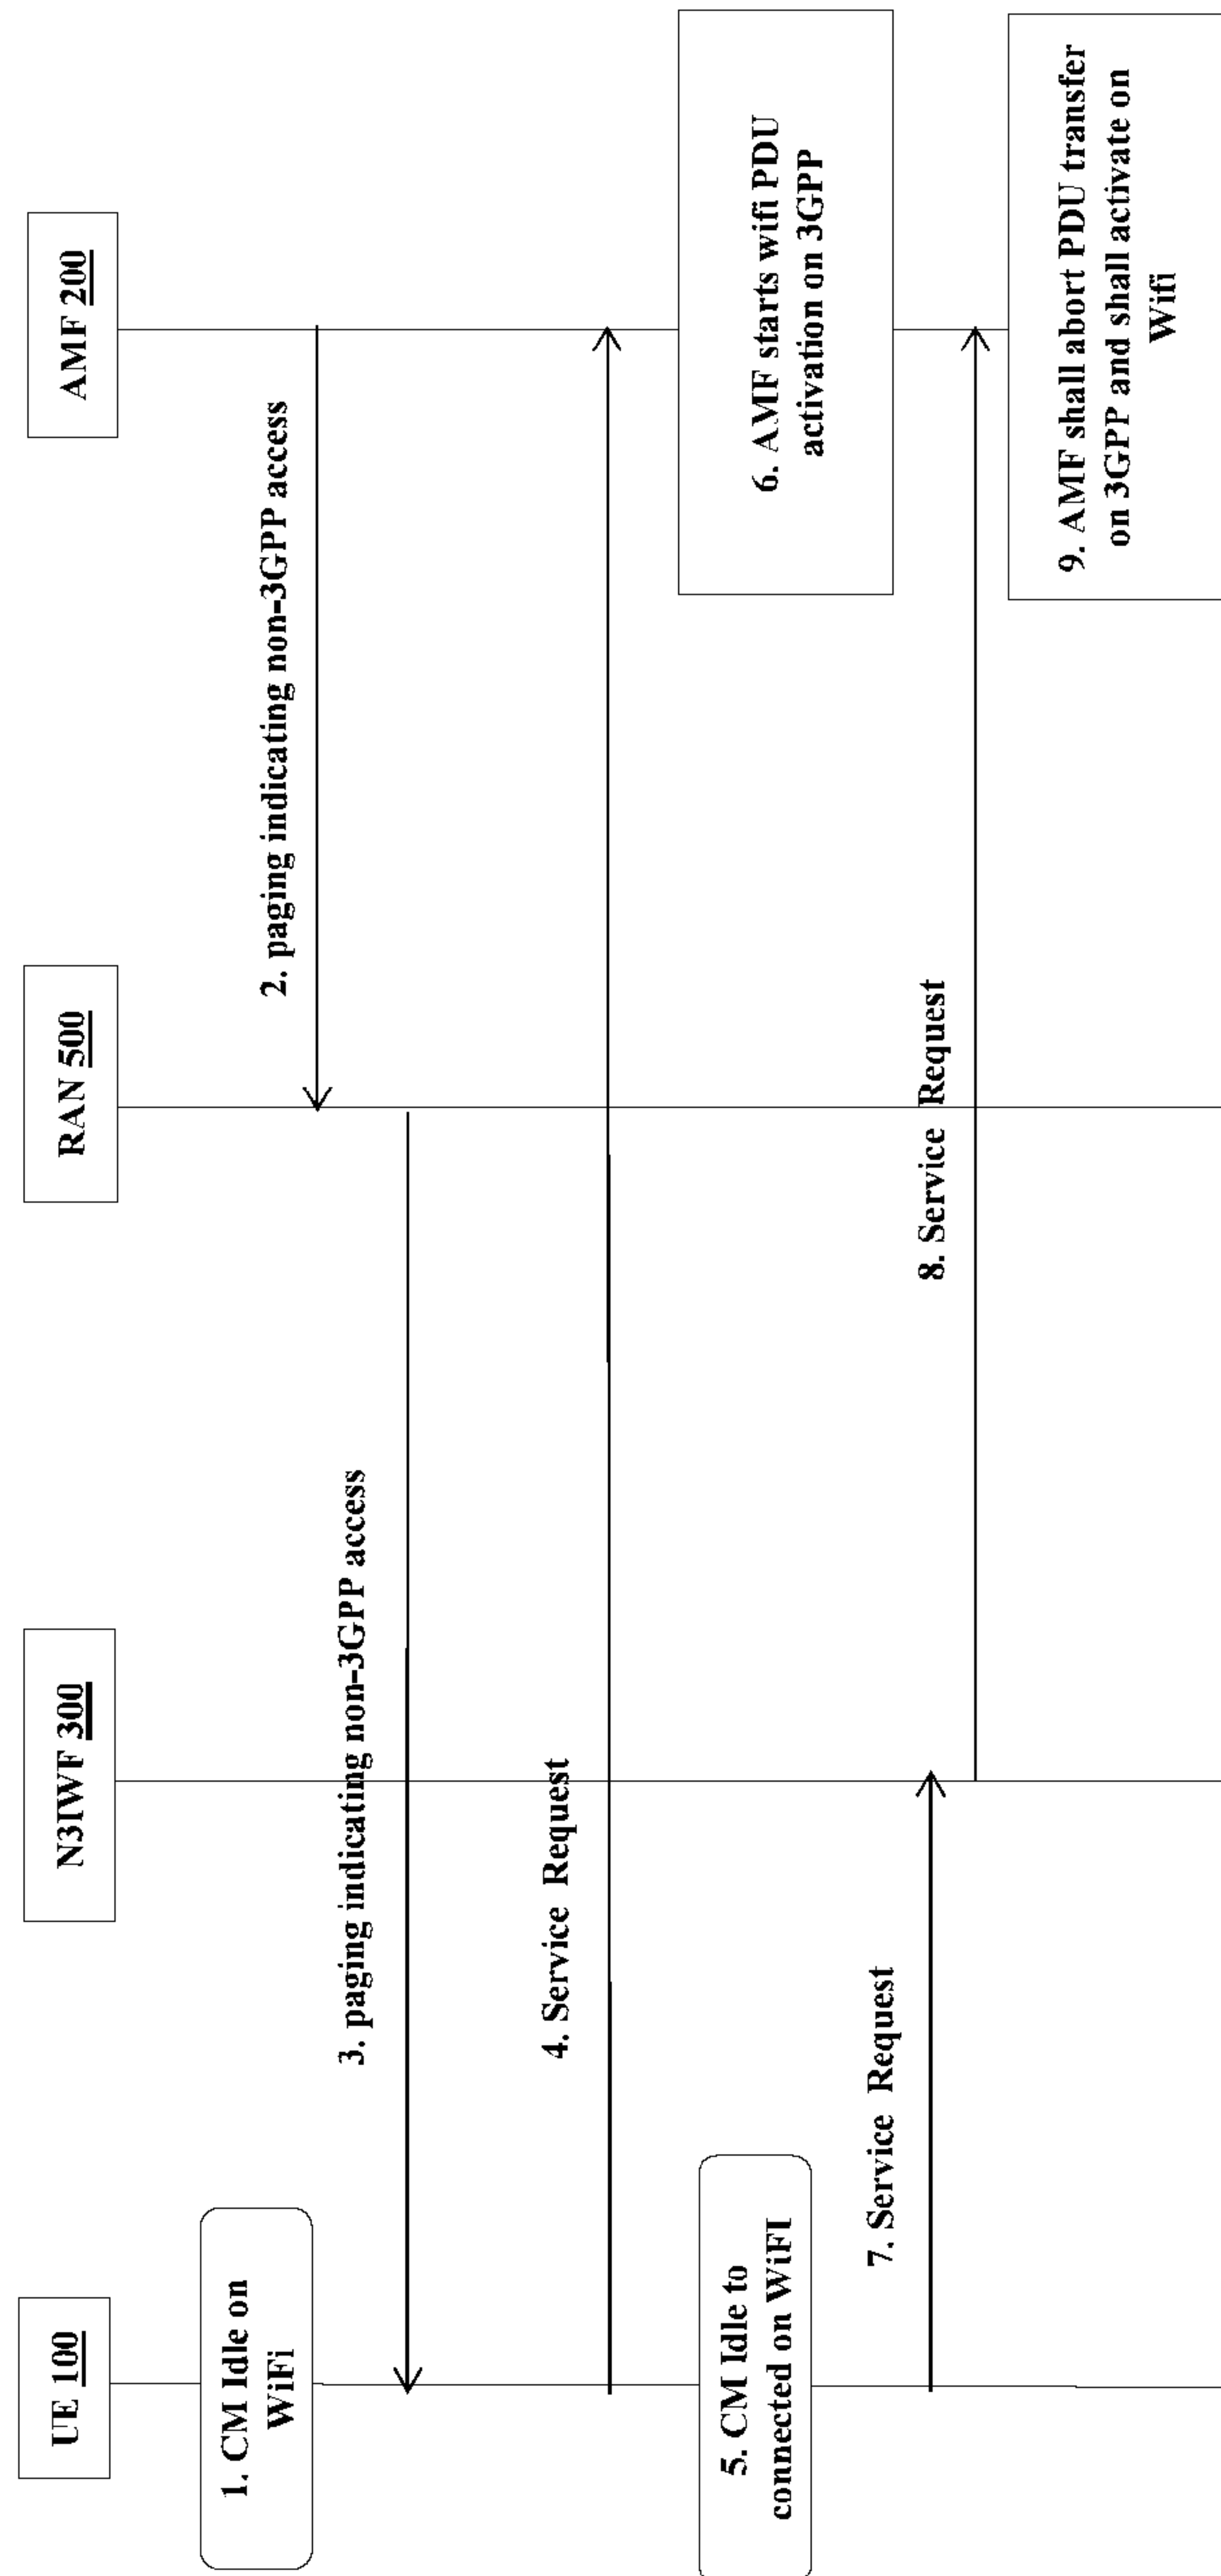 UE 100
N3IWF 300
RAN 500
AMF 200
1. CM Idle on
WiFi
2. paging indicating non-3GPP access
3. paging indicating non-3GPP access
4. Service Request
5. CM Idle to
connected on WiFI
6. AMF starts wifi PDU
activation on 3GPP
7. Service Request
8. Service Request
9. AMF shall abort PDU transfer
on 3GPP and shall activate on
Wifi